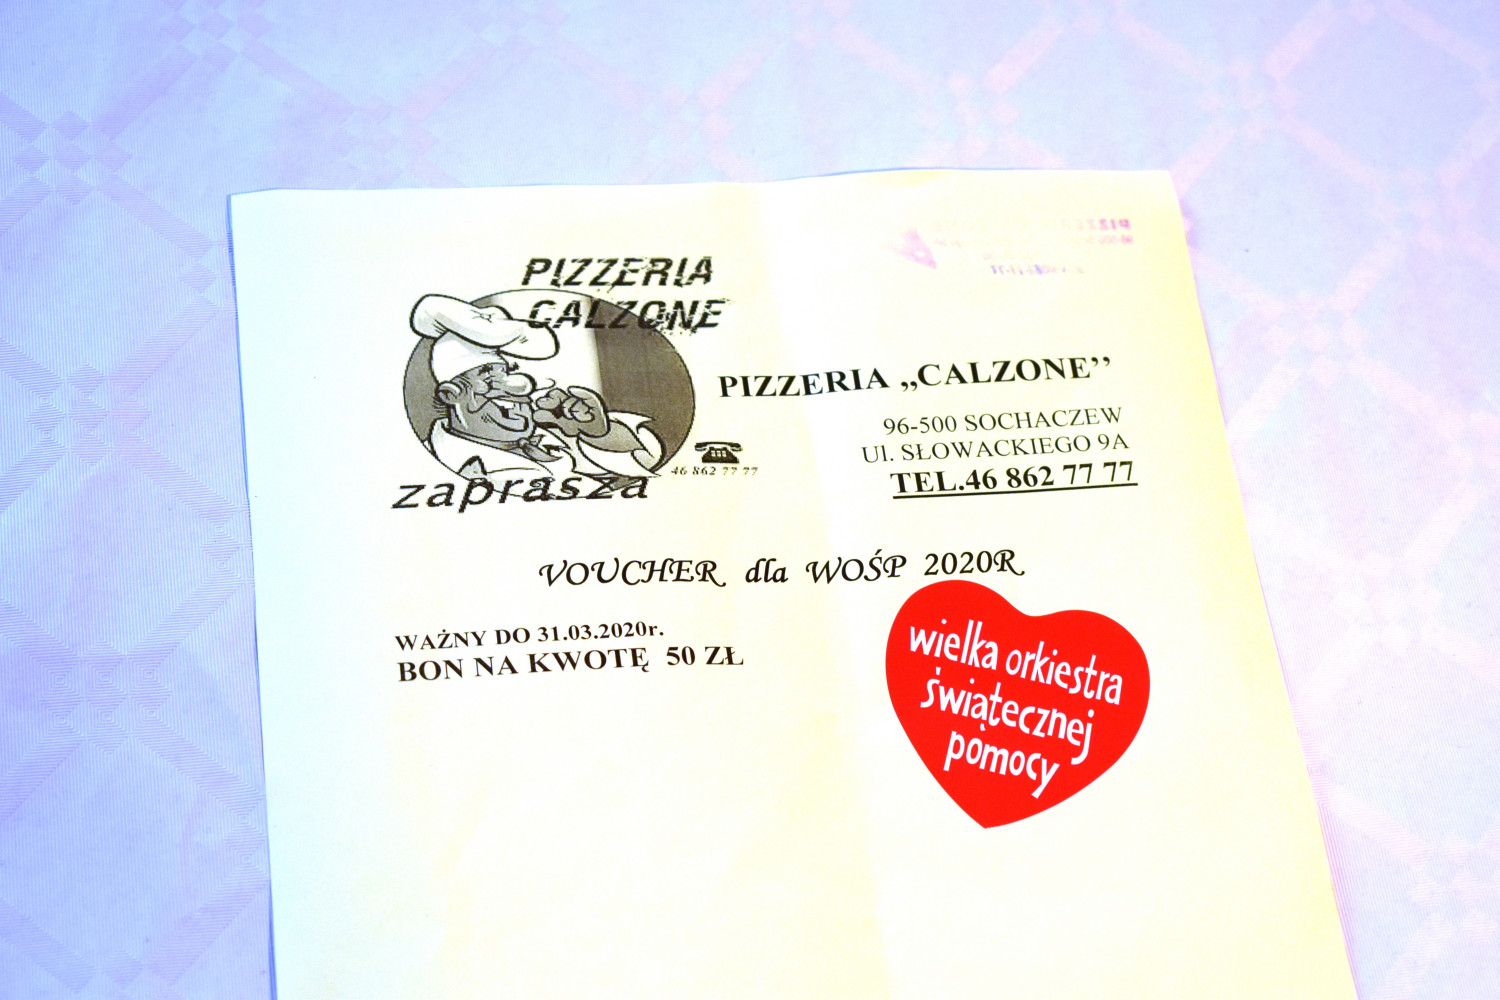 PIZZERIA
CALZONE
zaprasza
46 862 77 77
PIZZERIA „CALZONE”
96-500 SOCHACZEW
Ul. SŁOWACKIEGO 9A
TEL.46 862 77 77
VOUCHER dla WOŚP 2020R
WAŻNY DO 31.03.2020r.
BON NA KWOTĘ 50 ZŁ
wielka orkiestra
świątecznej
pomocy